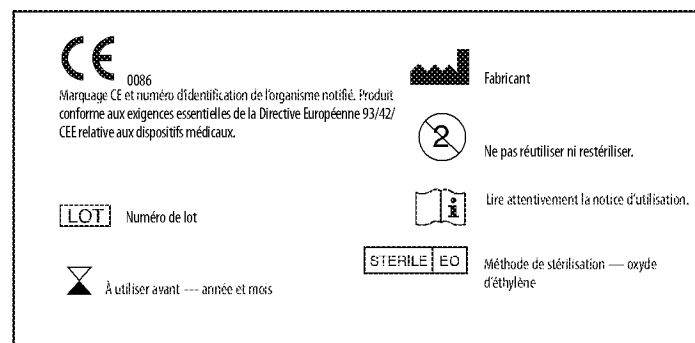 CE 0086
Marquage CE et numéro d'identification de l'organisme notifié. Produit
conforme aux exigences essentielles de la Directive Européenne 93/42/
CEE relative aux dispositifs médicaux.
LOT Numéro de lot
À utiliser avant --- année et mois
Fabricant
2 Ne pas réutiliser ni restériliser.
i Lire attentivement la notice d'utilisation.
STERILE EO Méthode de stérilisation — oxyde
d'éthylène